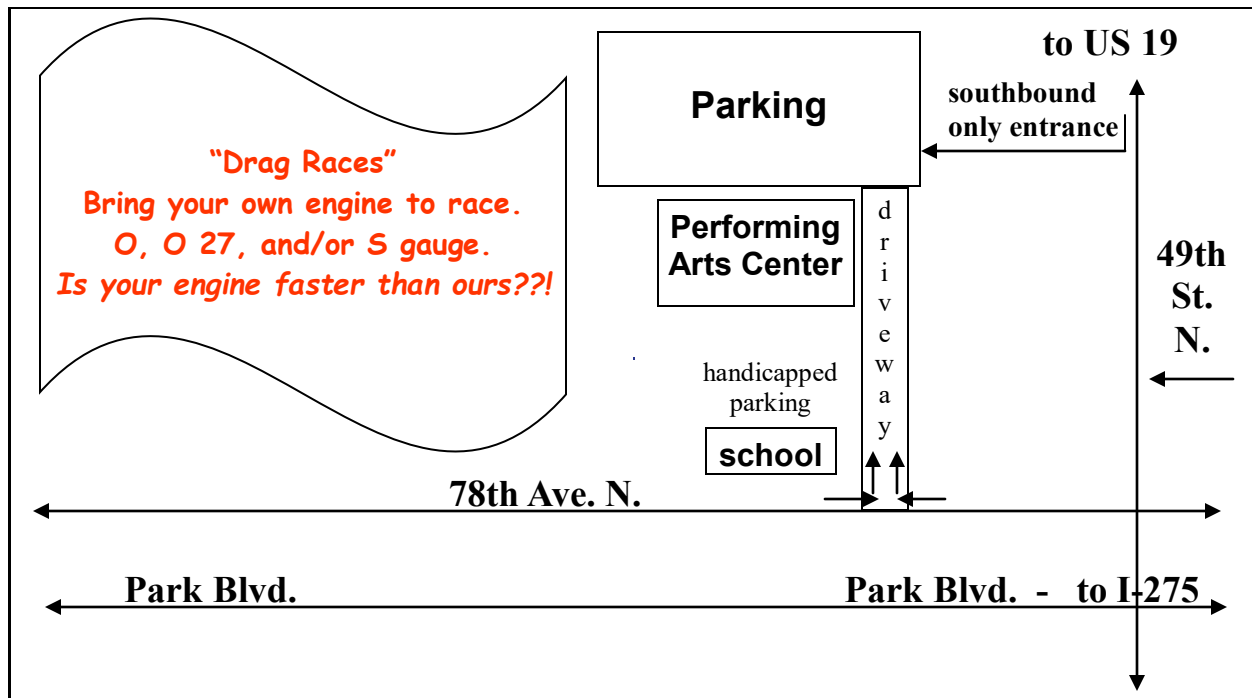 “Drag Races”
Bring your own engine to race.
O, O 27, and/or S gauge.
Is your engine faster than ours??!
Parking
to US 19
southbound
only entrance
Performing
Arts Center
driveway
49th
St.
N.
handicapped
parking
school
78th Ave. N.
Park Blvd.
Park Blvd. - to I-275